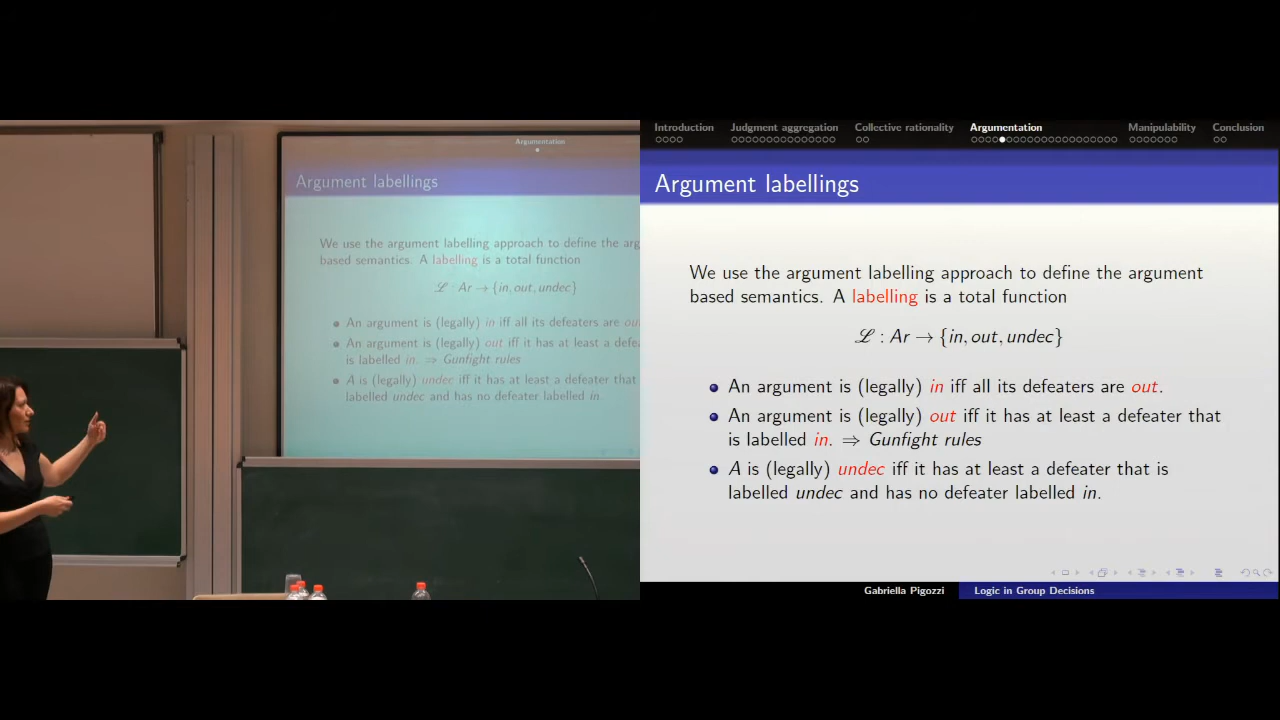 Argumentation
Argument labellings
We use the argument labelling approach to define the arg
based semantics. A labelling is a total function
ℒ : Ar → {in, out, undec}
An argument is (legally) in iff all its defeaters are ou
An argument is (legally) out iff it has at least a defea
is labelled in. ⇒ Gunfight rules
A is (legally) undec iff it has at least a defeater that
labelled undec and has no defeater labelled in.
Introduction Judgment aggregation Collective rationality Argumentation Manipulability Conclusion
Argument labellings
We use the argument labelling approach to define the argument
based semantics. A labelling is a total function
ℒ : Ar → {in, out, undec}
An argument is (legally) in iff all its defeaters are out.
An argument is (legally) out iff it has at least a defeater that
is labelled in. ⇒ Gunfight rules
A is (legally) undec iff it has at least a defeater that is
labelled undec and has no defeater labelled in.
Gabriella Pigozzi Logic in Group Decisions